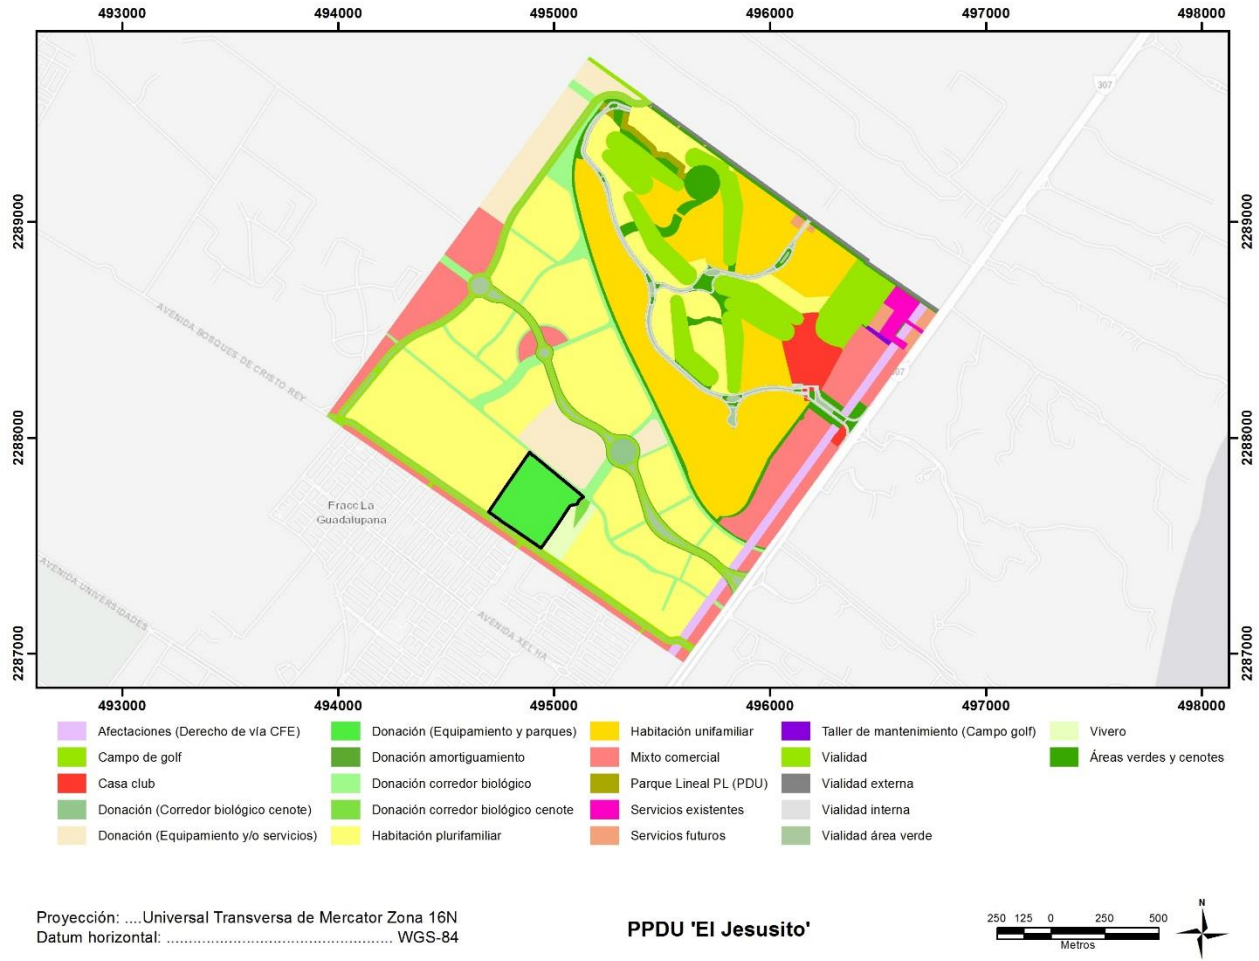 493000 494000 495000 496000 497000 498000
307
2289000 2289000
AVENIDA BOSQUES DE CRISTO REY
307
2288000 2288000
Fracc La
Guadalupana
AVENIDA UNIVERSIDADES
AVENIDA XEL HA
2287000 2287000
493000 494000 495000 496000 497000 498000
Afectaciones (Derecho de vía CFE)
Campo de golf
Casa club
Donación (Corredor biológico cenote)
Donación (Equipamiento y/o servicios)
Donación (Equipamiento y parques)
Donación amortiguamiento
Donación corredor biológico
Donación corredor biológico cenote
Habitación plurifamiliar
Habitación unifamiliar
Mixto comercial
Parque Lineal PL (PDU)
Servicios existentes
Servicios futuros
Taller de mantenimiento (Campo golf)
Vialidad
Vialidad externa
Vialidad interna
Vialidad área verde
Vivero
Áreas verdes y cenotes
Proyección: ....Universal Transversa de Mercator Zona 16N
Datum horizontal: ................................................. WGS-84
PPDU 'El Jesusito'
250 125 0 250 500
Metros
N